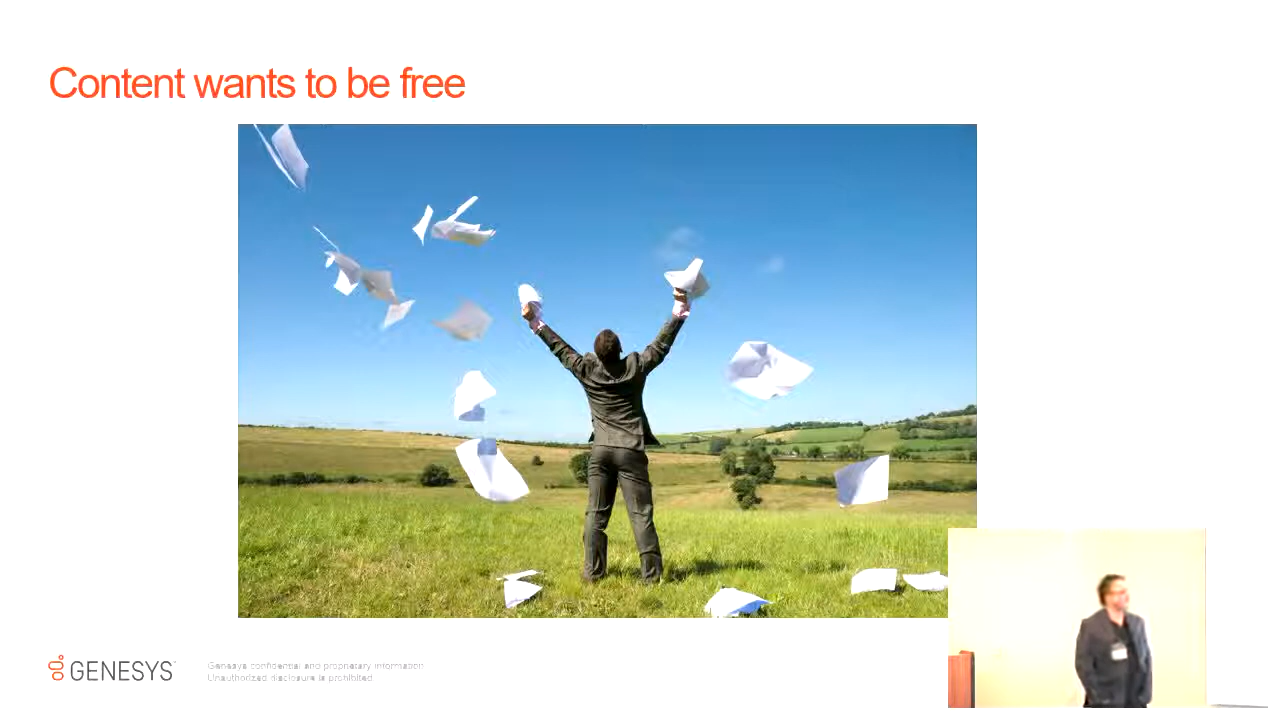 Content wants to be free
GENESYS
Genesys confidential and proprietary information
Unauthorized disclosure is prohibited